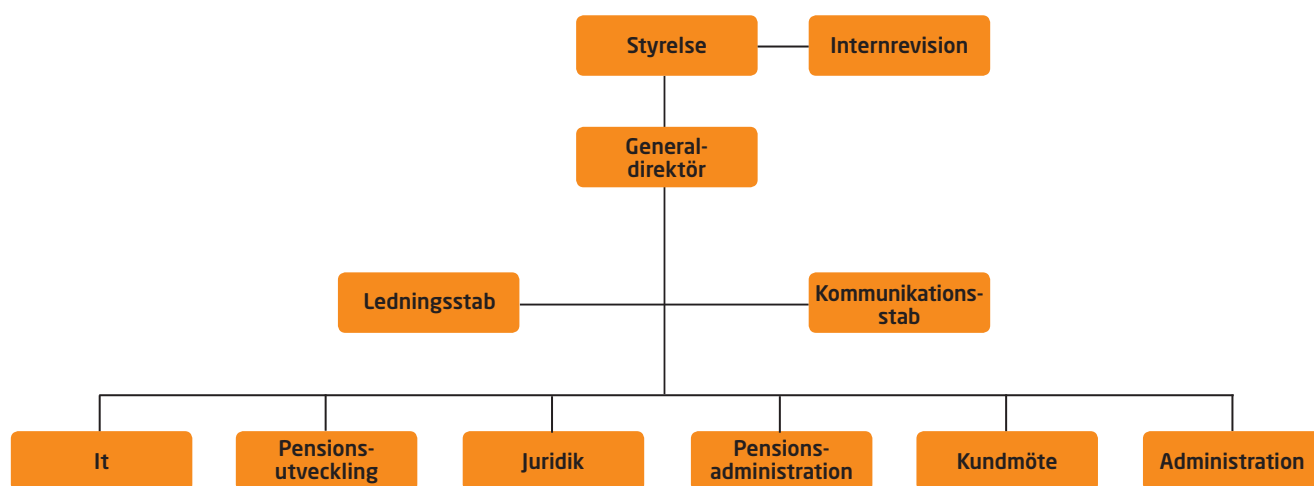 Styrelse
Internrevision
General-
direktör
Ledningsstab
Kommunikations-
stab
It
Pensions-
utveckling
Juridik
Pensions-
administration
Kundmöte
Administration